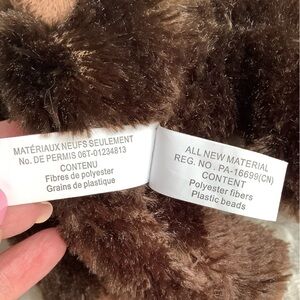 MATÉRIAUX NEUFS SEULEMENT
No. DE PERMIS 06T-01234813
CONTENU
Fibres de polyester
Grains de plastique
ALL NEW MATERIAL
REG. NO . PA-16699(CN)
CONTENT
Polyester fibers
Plastic beads